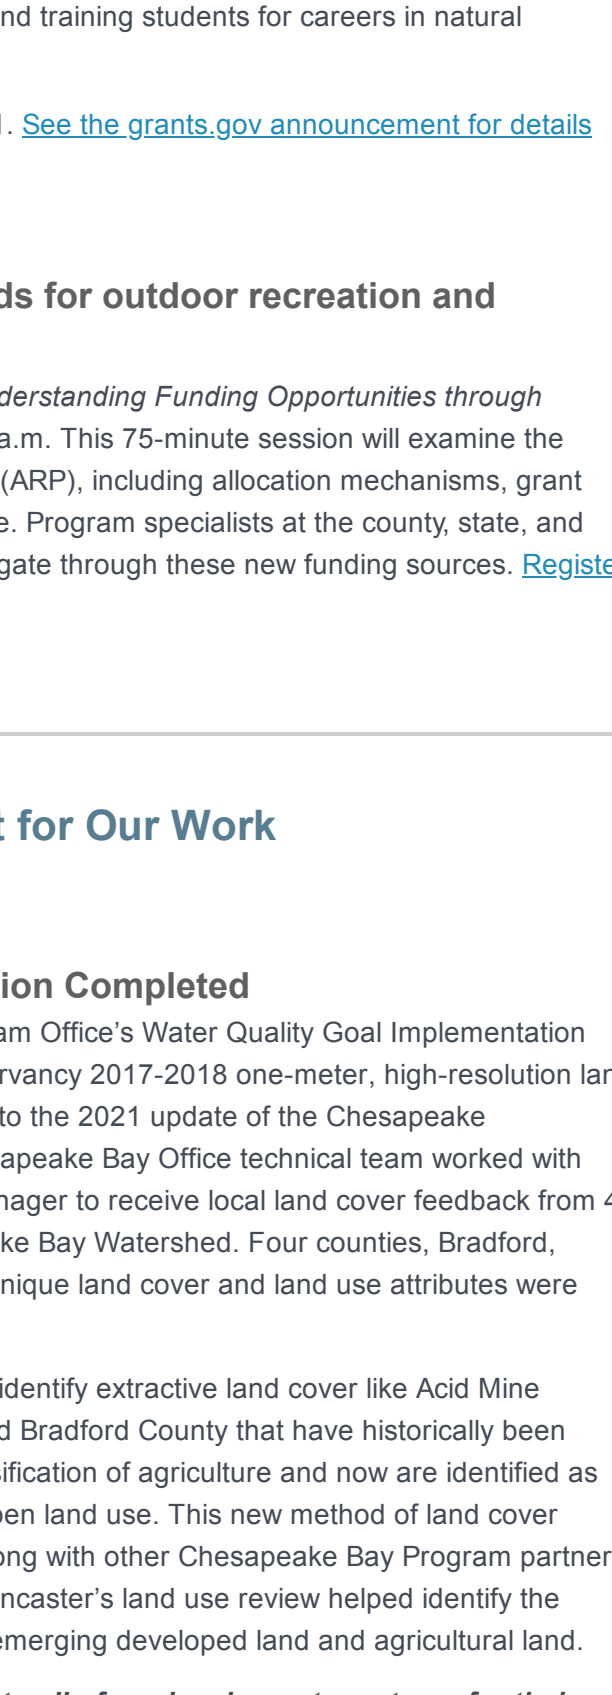 nd training students for careers in natural
. See the grants.gov announcement for details
ds for outdoor recreation and
derstanding Funding Opportunities through
a.m. This 75-minute session will examine the
(ARP), including allocation mechanisms, grant
e. Program specialists at the county, state, and
gate through these new funding sources. Registe
t for Our Work
ion Completed
am Office's Water Quality Goal Implementation
rvancy 2017-2018 one-meter, high-resolution lan
to the 2021 update of the Chesapeake
apeake Bay Office technical team worked with
nager to receive local land cover feedback from 4
ke Bay Watershed. Four counties, Bradford,
nique land cover and land use attributes were
identify extractive land cover like Acid Mine
d Bradford County that have historically been
sification of agriculture and now are identified as
pen land use. This new method of land cover
ong with other Chesapeake Bay Program partner
ncaster's land use review helped identify the
emerging developed land and agricultural land.